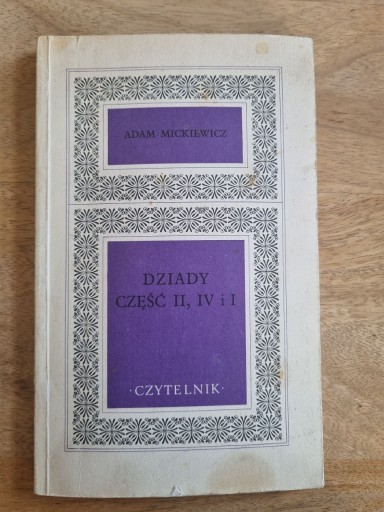 ADAM MICKIEWICZ
DZIADY
CZĘŚĆ II, IV i I
· CZYTELNIK ·